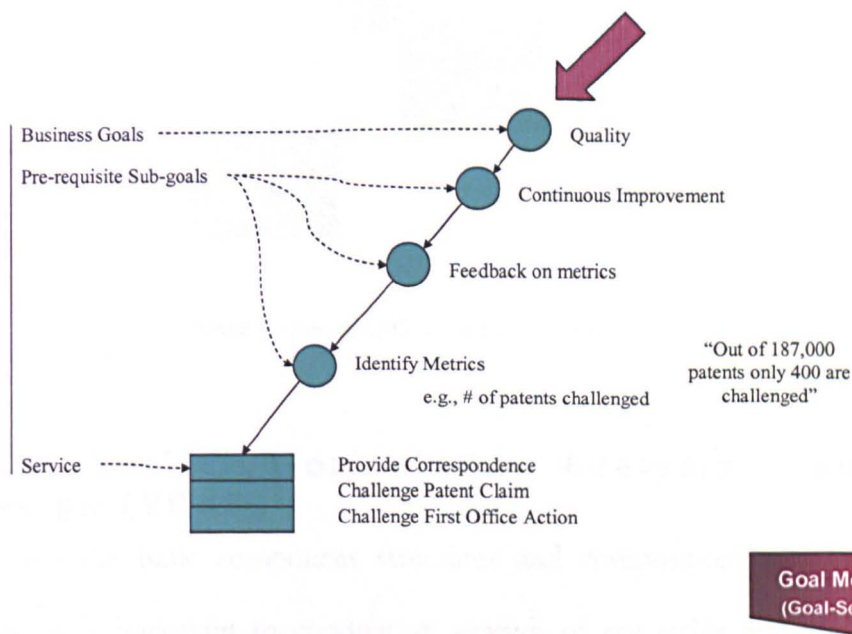 Business Goals
Quality
Pre-requisite Sub-goals
Continuous Improvement
Feedback on metrics
Identify Metrics
e.g., # of patents challenged
“Out of 187,000
patents only 400 are
challenged”
Service
Provide Correspondence
Challenge Patent Claim
Challenge First Office Action
Goal